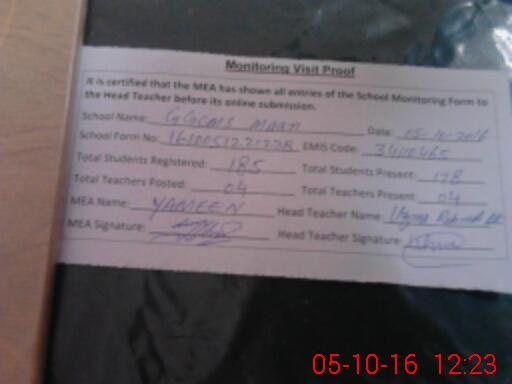 Monitoring Visit Proof
It is certified that the MEA has shown all entries of the School Monitoring Form to
the Head Teacher before its online submission.
School Name: Date: 05-10-2016
School Form No: EMIS Code:
Total Students Registered: 185 Total Students Present: 178
Total Teachers Posted: 04 Total Teachers Present 04
MEA Name: YAMEEN Head Teacher Name
MEA Signature: Head Teacher Signature:
05-10-16 12:23